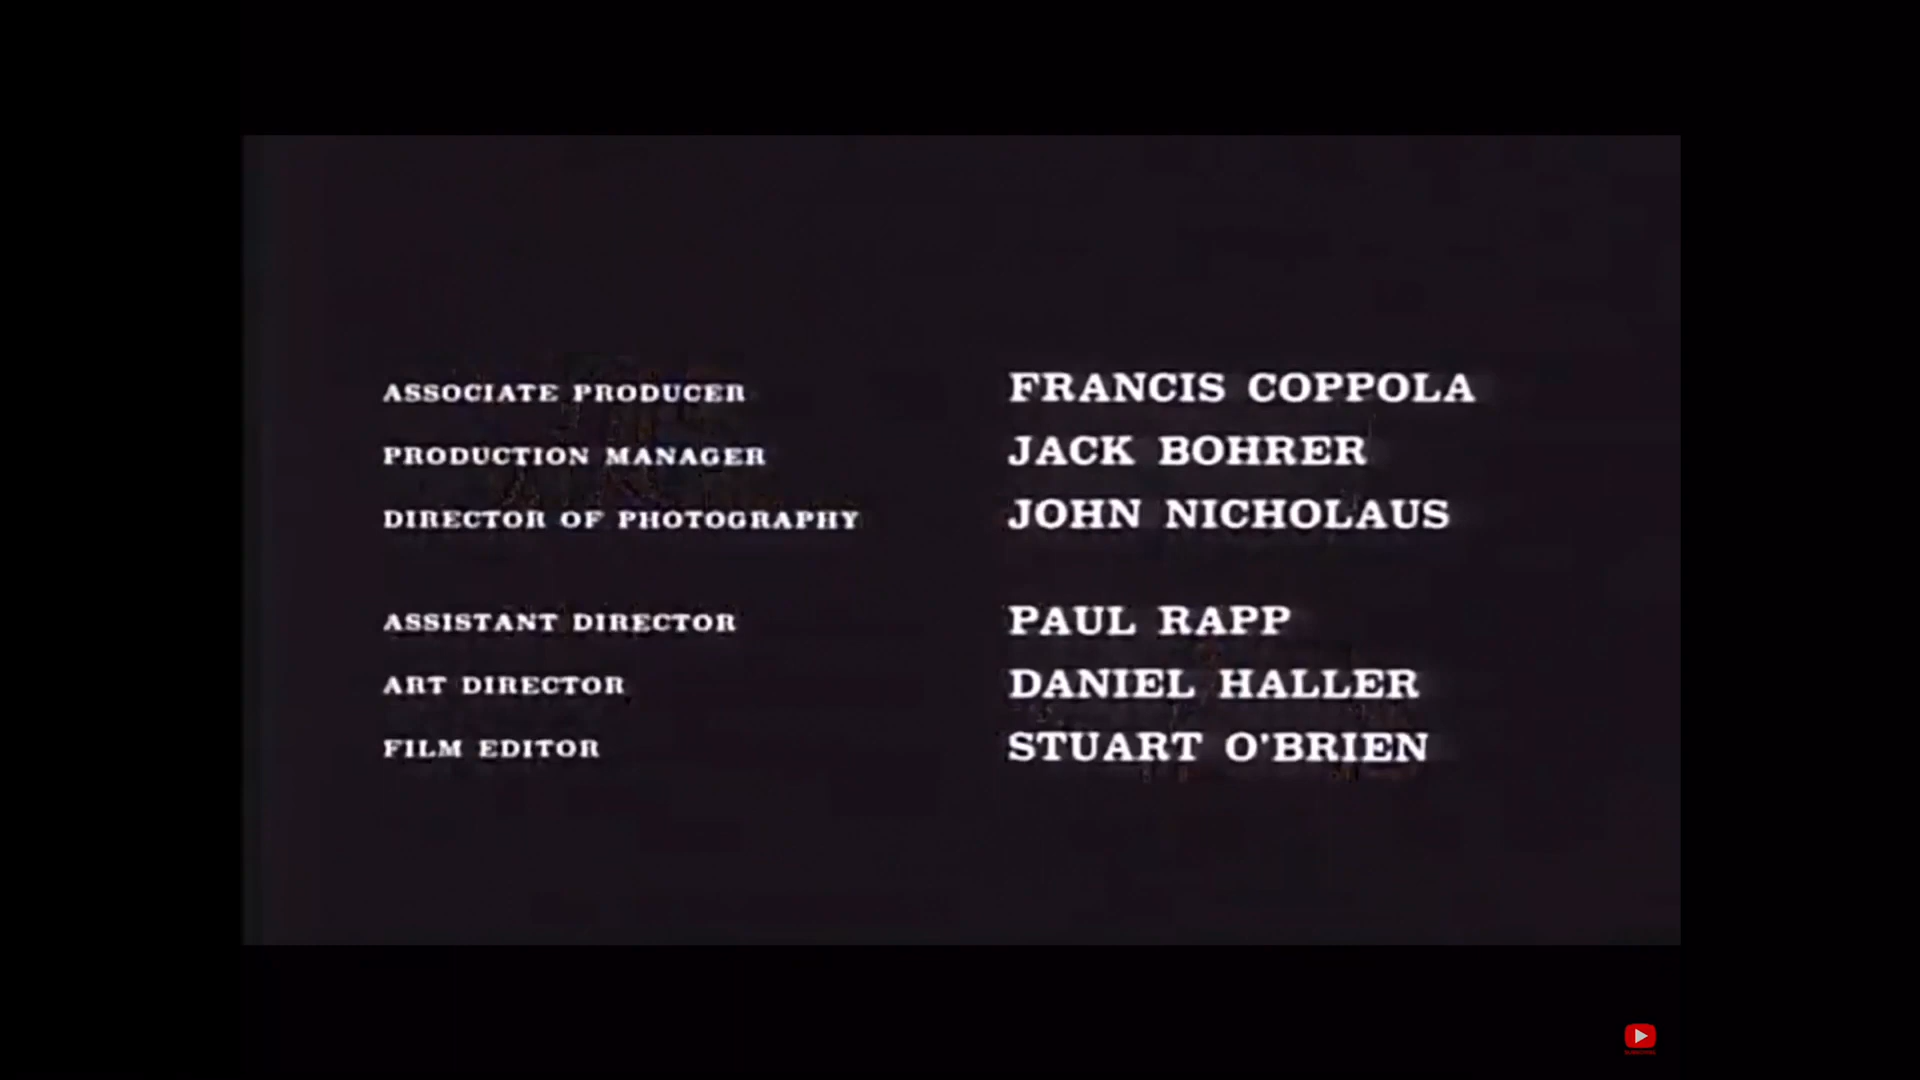 ASSOCIATE PRODUCER FRANCIS COPPOLA
PRODUCTION MANAGER JACK BOHRER
DIRECTOR OF PHOTOGRAPHY JOHN NICHOLAUS
ASSISTANT DIRECTOR PAUL RAPP
ART DIRECTOR DANIEL HALLER
FILM EDITOR STUART O'BRIEN